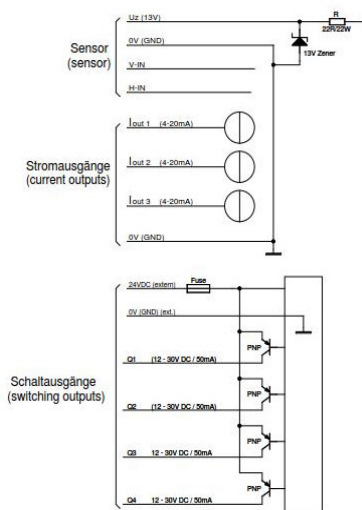 Uz (13V)
R
22R/22W
Sensor
(sensor)
0V (GND)
13V Zener
V-IN
H-IN
Iout 1 (4-20mA)
Stromausgänge
(current outputs)
Iout 2 (4-20mA)
Iout 3 (4-20mA)
0V (GND)
24VDC (extern)
Fuse
0V (GND) (ext.)
PNP
Q1 (12 - 30V DC / 50mA)
Schaltausgänge
(switching outputs)
PNP
Q2 (12 - 30V DC / 50mA)
PNP
Q3 12 - 30V DC / 50mA
PNP
Q4 12 - 30V DC / 50mA